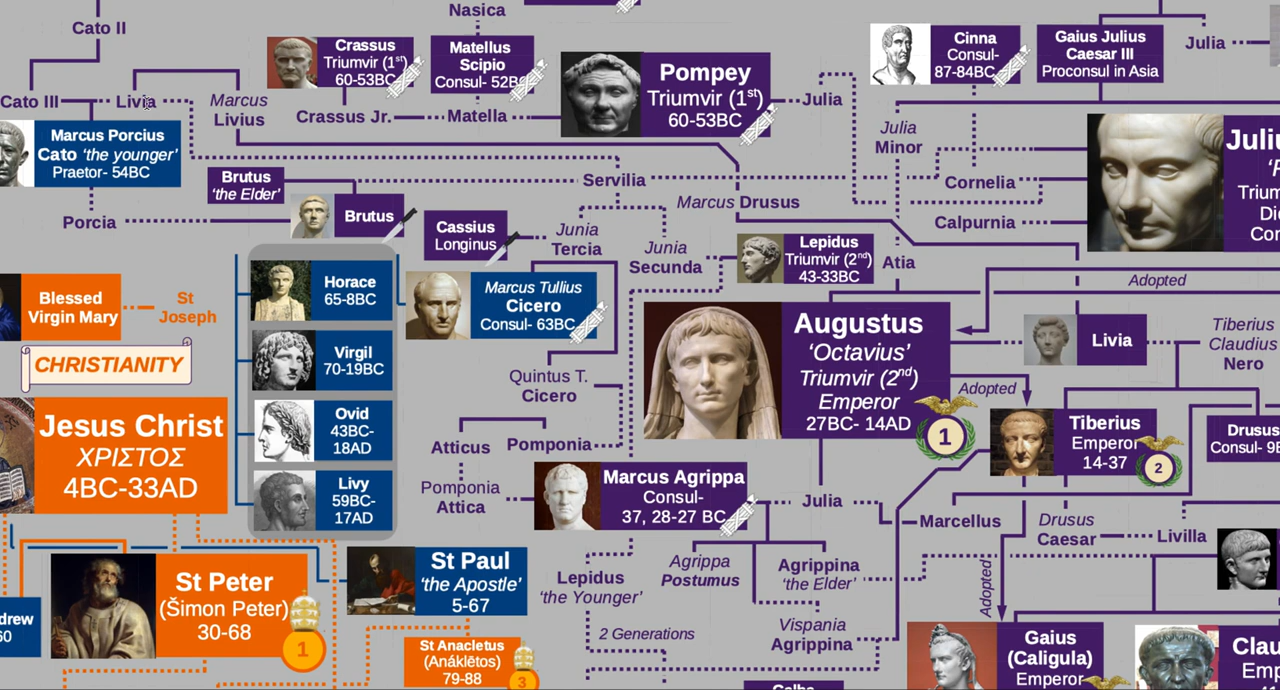 Nasica
Cato II
Crassus
Triumvir (1st)
60-53BC
Matellus
Scipio
Consul- 52BC
Pompey
Triumvir (1st)
60-53BC
Julia
Cinna
Consul-
87-84BC
Gaius Julius
Caesar III
Proconsul in Asia
Julia
Cato III
Livia
Marcus
Livius
Crassus Jr.
Matella
Julia
Minor
Marcus Porcius
Cato 'the younger'
Praetor- 54BC
Brutus
'the Elder'
Servilia
Cornelia
Porcia
Brutus
Marcus Drusus
Calpurnia
Cassius
Longinus
Junia
Tercia
Junia
Secunda
Lepidus
Triumvir (2nd)
43-33BC
Atia
Adopted
Horace
65-8BC
Marcus Tullius
Cicero
Consul- 63BC
Blessed
Virgin Mary
St
Joseph
CHRISTIANITY
Virgil
70-19BC
Augustus
'Octavius'
Triumvir (2nd)
Emperor
27BC- 14AD
1
Livia
Tiberius
Claudius
Nero
Adopted
Quintus T.
Cicero
Jesus Christ
ΧΡΙΣΤΟΣ
4BC-33AD
Ovid
43BC-
18AD
Atticus
Pomponia
Tiberius
Emperor
14-37
2
Drusus
Consul- 9B
Livy
59BC-
17AD
Pomponia
Attica
Marcus Agrippa
Consul-
37, 28-27 BC
Julia
Marcellus
Drusus
Caesar
Livilla
St Peter
(Šimon Peter)
30-68
1
St Paul
'the Apostle'
5-67
Lepidus
'the Younger'
Agrippa
Postumus
Agrippina
'the Elder'
Adopted
drew
60
2 Generations
Vispania
Agrippina
St Anacletus
(Anáklētos)
79-88
3
Gaius
(Caligula)
Emperor
Clau
Emp
Galba